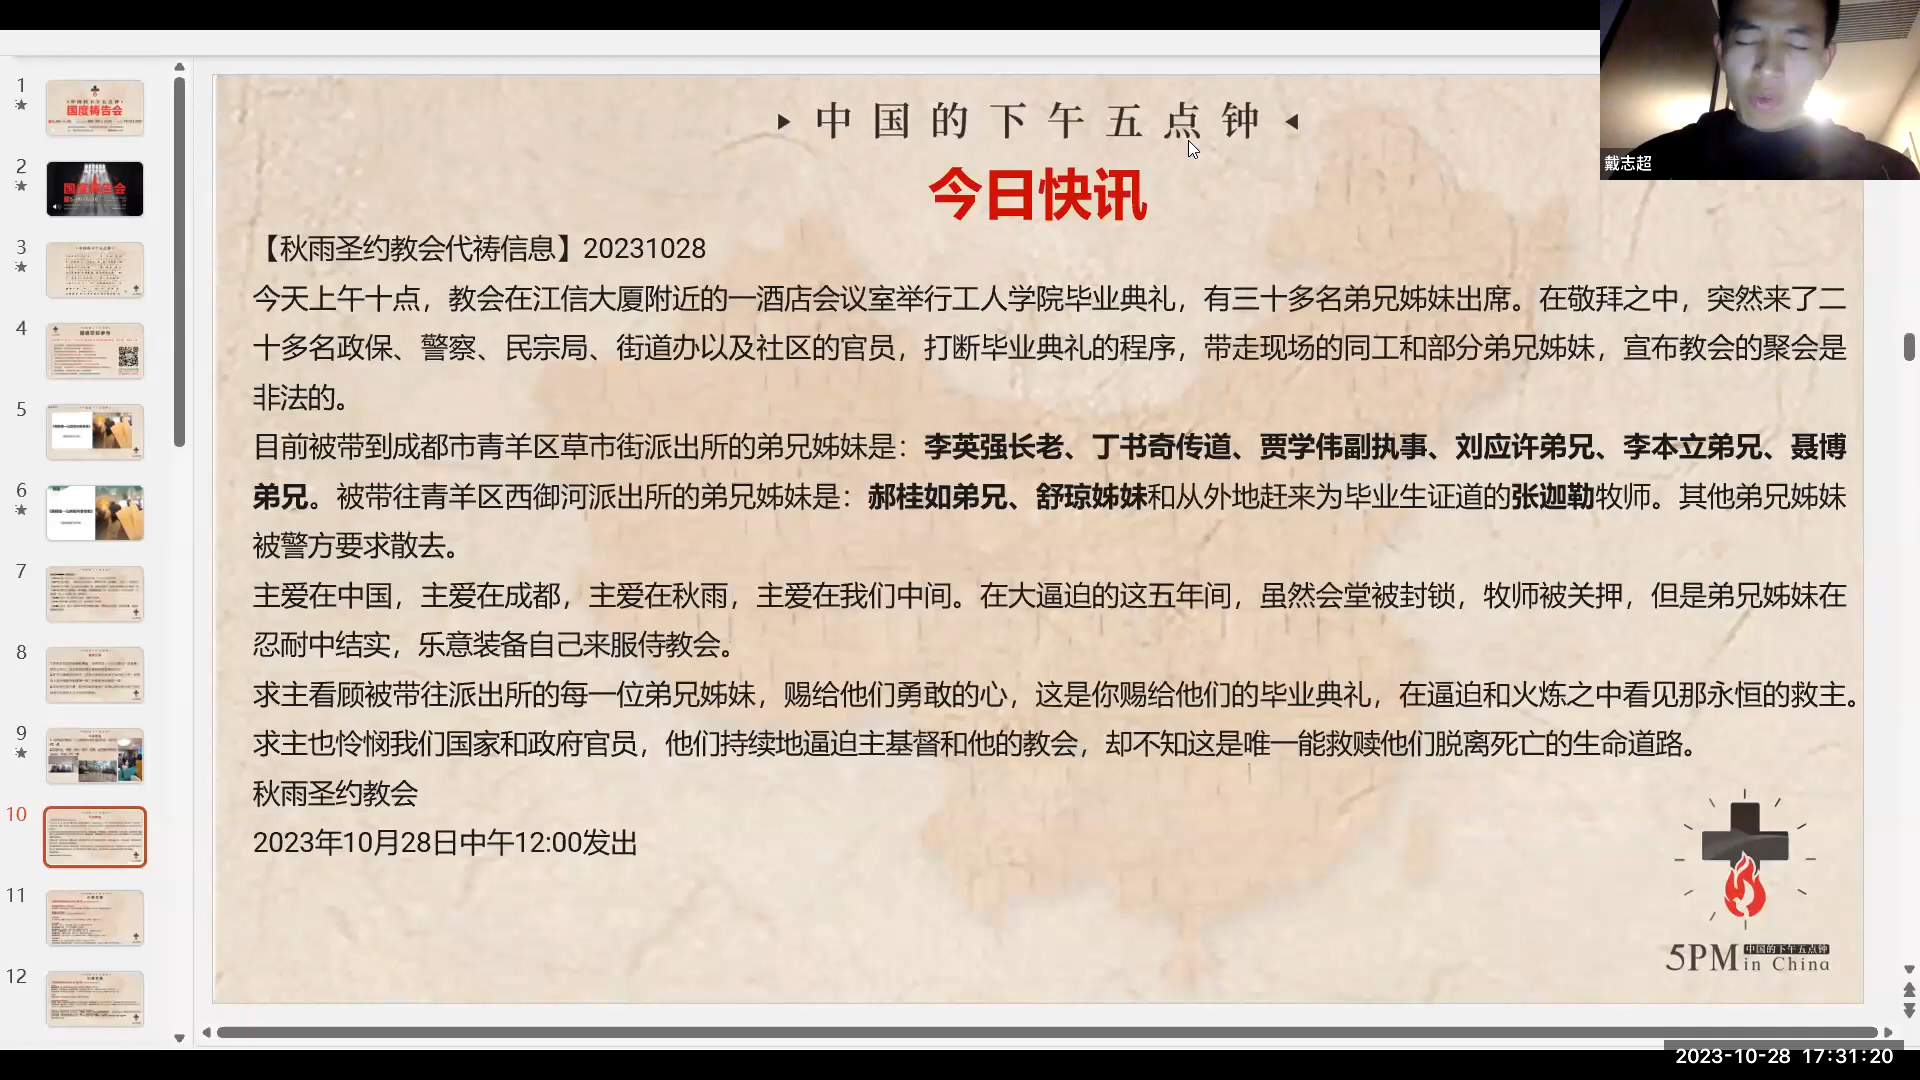 中国的下午五点钟
今日快讯
【秋雨圣约教会代祷信息】20231028
今天上午十点，教会在江信大厦附近的一酒店会议室举行工人学院毕业典礼，有三十多名弟兄姊妹出席。在敬拜之中，突然来了二
十多名政保、警察、民宗局、街道办以及社区的官员，打断毕业典礼的程序，带走现场的同工和部分弟兄姊妹，宣布教会的聚会是
非法的。
目前被带到成都市青羊区草市街派出所的弟兄姊妹是：李英强长老、丁书奇传道、贾学伟副执事、刘应许弟兄、李本立弟兄、聂博
弟兄。被带往青羊区西御河派出所的弟兄姊妹是：郝桂如弟兄、舒琼姊妹和从外地赶来为毕业生证道的张迦勒牧师。其他弟兄姊妹
被警方要求散去。
主爱在中国，主爱在成都，主爱在秋雨，主爱在我们中间。在大逼迫的这五年间，虽然会堂被封锁，牧师被关押，但是弟兄姊妹在
忍耐中结实，乐意装备自己来服侍教会。
求主看顾被带往派出所的每一位弟兄姊妹，赐给他们勇敢的心，这是你赐给他们的毕业典礼，在逼迫和火炼之中看见那永恒的救主。
求主也怜悯我们国家和政府官员，他们持续地逼迫主基督和他的教会，却不知这是唯一能救赎他们脱离死亡的生命道路。
秋雨圣约教会
2023年10月28日中午12:00发出
5PM 中国的下午五点钟
in China
戴志超
1
国度祷告会
2
国度祷告会
3
4
5
6
7
8
9
10
11
12
2023-10-28 17:31:20